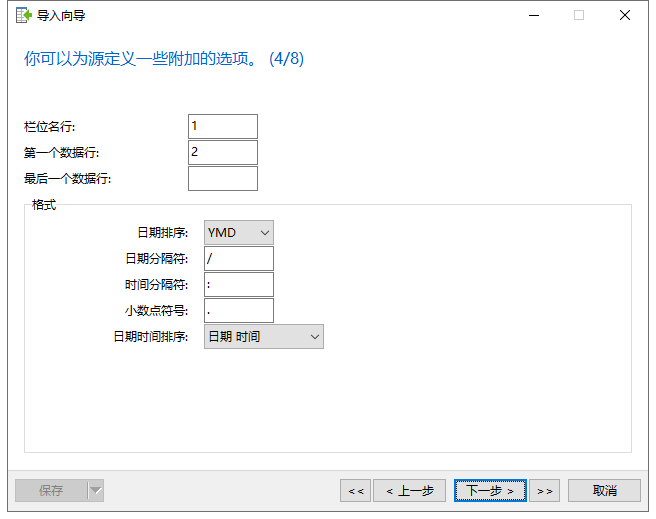 导入向导
你可以为源定义一些附加的选项。 (4/8)
栏位名行: 1
第一个数据行: 2
最后一个数据行:
格式
日期排序: YMD
日期分隔符: /
时间分隔符: :
小数点符号: .
日期时间排序: 日期 时间
保存 << < 上一步 下一步 > >> 取消